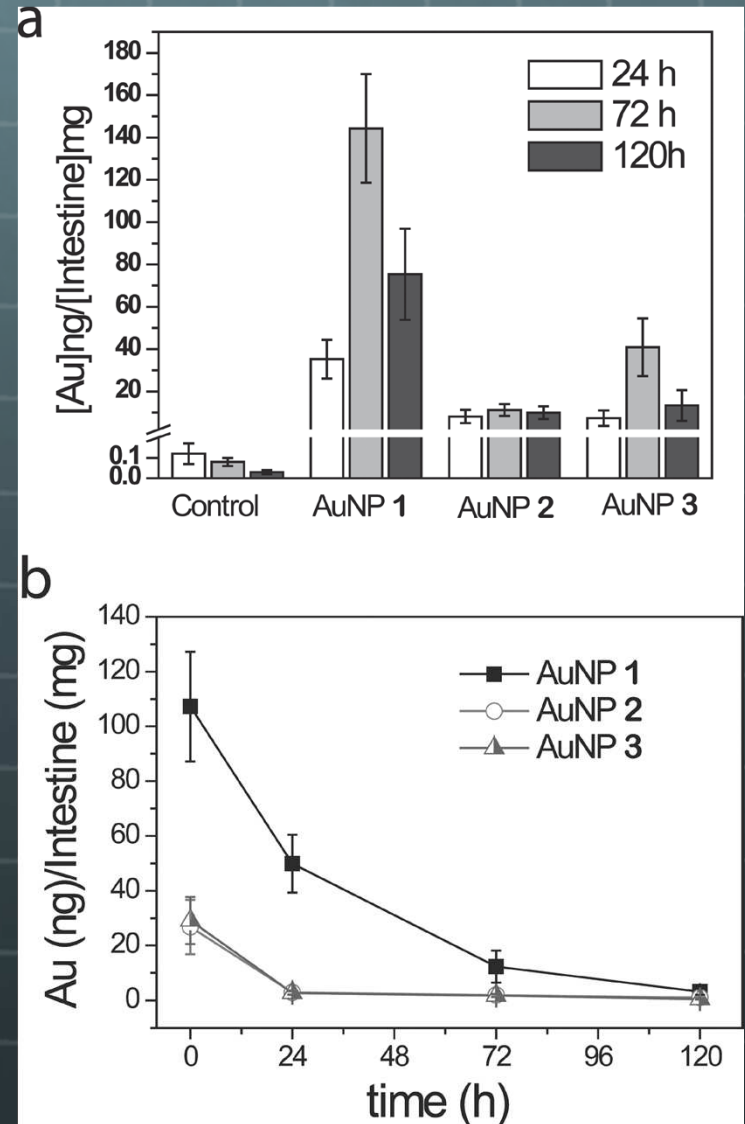 a
[Au]ng/[Intestine]mg
180
160
140
120
100
80
60
40
20
0.1
0.0
24 h
72 h
120h
Control
AuNP 1
AuNP 2
AuNP 3
b
Au (ng)/Intestine (mg)
140
120
100
80
60
40
20
0
AuNP 1
AuNP 2
AuNP 3
0 24 48 72 96 120
time (h)